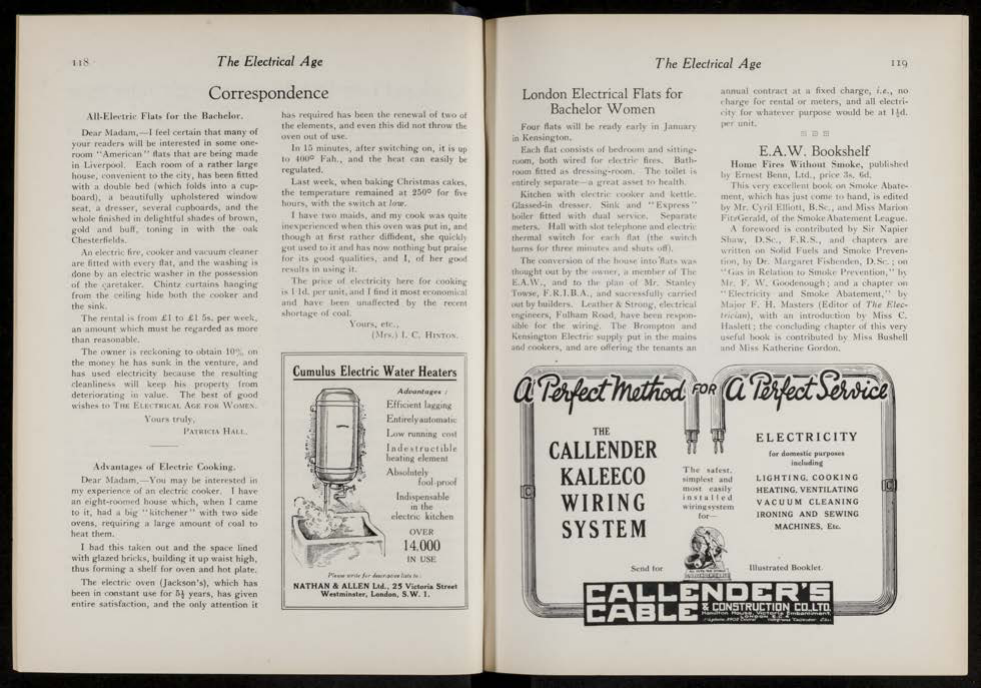 118
The Electrical Age
Correspondence
All-Electric Flats for the Bachelor.
Dear Madam,—I feel certain that many of
your readers will be interested in some one-
room "American" flats that are being made
in Liverpool. Each room of a rather large
house, convenient to the city, has been fitted
with a double bed (which folds into a cup-
board), a beautifully upholstered window
seat, a dresser, several cupboards, and the
whole finished in delightful shades of brown,
gold and buff, toning in with the oak
Chesterfields.
An electric fire, cooker and vacuum cleaner
are fitted with every flat, and the washing is
done by an electric washer in the possession
of the caretaker. Chintz curtains hanging
from the ceiling hide both the cooker and
the sink.
The rental is from £1 to £1 5s. per week,
an amount which must be regarded as more
than reasonable.
The owner is reckoning to obtain 10% on
the money he has sunk in the venture, and
has used electricity because the resulting
cleanliness will keep his property from
deteriorating in value. The best of good
wishes to THE ELECTRICAL AGE FOR WOMEN.
Yours truly,
PATRICIA HALL.
Advantages of Electric Cooking.
Dear Madam,—You may be interested in
my experience of an electric cooker. I have
an eight-roomed house which, when I came
to it, had a big "kitchener" with two side
ovens, requiring a large amount of coal to
heat them.
I had this taken out and the space lined
with glazed bricks, building it up waist high,
thus forming a shelf for oven and hot plate.
The electric oven (Jackson's), which has
been in constant use for 5½ years, has given
entire satisfaction, and the only attention it
has required has been the renewal of two of
the elements, and even this did not throw the
oven out of use.
In 15 minutes, after switching on, it is up
to 400° Fah., and the heat can easily be
regulated.
Last week, when baking Christmas cakes,
the temperature remained at 250° for five
hours, with the switch at low.
I have two maids, and my cook was quite
inexperienced when this oven was put in, and
though at first rather diffident, she quickly
got used to it and has now nothing but praise
for its good qualities, and I, of her good
results in using it.
The price of electricity here for cooking
is 1 1d. per unit, and I find it most economical
and have been unaffected by the recent
shortage of coal.
Yours, etc.,
(Mrs.) I. C. HINTON.
Cumulus Electric Water Heaters
Advantages :
Efficient lagging
Entirely automatic
Low running cost
Indestructible
heating element
Absolutely
fool-proof
Indispensable
in the
electric kitchen
OVER
14,000
IN USE
Please write for descriptive lists to:
NATHAN & ALLEN Ltd., 25 Victoria Street
Westminster, London, S.W. 1.
The Electrical Age
119
London Electrical Flats for
Bachelor Women
Four flats will be ready early in January
in Kensington.
Each flat consists of bedroom and sitting-
room, both wired for electric fires. Bath-
room fitted as dressing-room. The toilet is
entirely separate—a great asset to health.
Kitchen with electric cooker and kettle.
Glassed-in dresser. Sink and "Express"
boiler fitted with dual service. Separate
meters. Hall with slot telephone and electric
thermal switch for each flat (the switch
turns for three minutes and shuts off).
The conversion of the house into flats was
thought out by the owner, a member of The
E.A.W., and to the plan of Mr. Stanley
Towse, F.R.I.B.A., and successfully carried
out by builders. Leather & Strong, electrical
engineers, Fulham Road, have been respon-
sible for the wiring. The Brompton and
Kensington Electric supply put in the mains
and cookers, and are offering the tenants an
annual contract at a fixed charge, i.e., no
charge for rental or meters, and all electri-
city for whatever purpose would be at 1½d.
per unit.
E.A.W. Bookshelf
Home Fires Without Smoke, published
by Ernest Benn, Ltd., price 3s. 6d.
This very excellent book on Smoke Abate-
ment, which has just come to hand, is edited
by Mr. Cyril Elliott, B.Sc., and Miss Marion
FitzGerald, of the Smoke Abatement League.
A foreword is contributed by Sir Napier
Shaw, D.Sc., F.R.S., and chapters are
written on Solid Fuels and Smoke Preven-
tion, by Dr. Margaret Fishenden, D.Sc.; on
"Gas in Relation to Smoke Prevention," by
Mr. F. W. Goodenough; and a chapter on
"Electricity and Smoke Abatement," by
Major F. H. Masters (Editor of The Elec-
trician), with an introduction by Miss C.
Haslett; the concluding chapter of this very
useful book is contributed by Miss Bushell
and Miss Katherine Gordon.
A Perfect Method FOR A Perfect Service
THE
CALLENDER
KALEECO
WIRING
SYSTEM
The safest,
simplest and
most easily
installed
wiring system
for—
ELECTRICITY
for domestic purposes
including
LIGHTING, COOKING
HEATING, VENTILATING
VACUUM CLEANING
IRONING AND SEWING
MACHINES, Etc.
Send for
Illustrated Booklet.
CALLENDER'S
CABLE & CONSTRUCTION CO. LTD.
Hamilton House, Victoria Embankment,
LONDON E.C.4